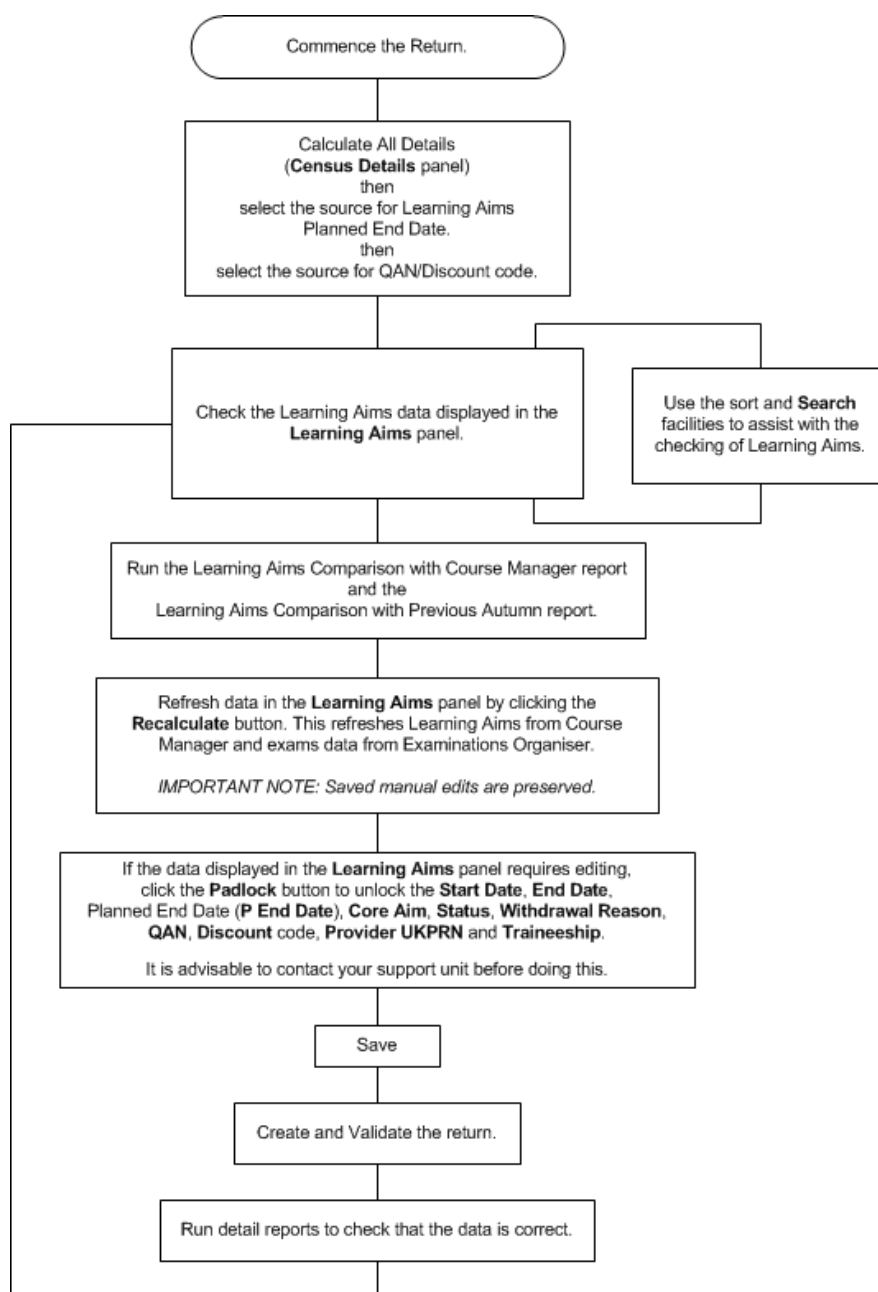 Commence the Return.
Calculate All Details
(Census Details panel)
then
select the source for Learning Aims
Planned End Date.
then
select the source for QAN/Discount code.
Check the Learning Aims data displayed in the
Learning Aims panel.
Use the sort and Search
facilities to assist with the
checking of Learning Aims.
Run the Learning Aims Comparison with Course Manager report
and the
Learning Aims Comparison with Previous Autumn report.
Refresh data in the Learning Aims panel by clicking the
Recalculate button. This refreshes Learning Aims from Course
Manager and exams data from Examinations Organiser.
IMPORTANT NOTE: Saved manual edits are preserved.
If the data displayed in the Learning Aims panel requires editing,
click the Padlock button to unlock the Start Date, End Date,
Planned End Date (P End Date), Core Aim, Status, Withdrawal Reason,
QAN, Discount code, Provider UKPRN and Traineeship.
It is advisable to contact your support unit before doing this.
Save
Create and Validate the return.
Run detail reports to check that the data is correct.